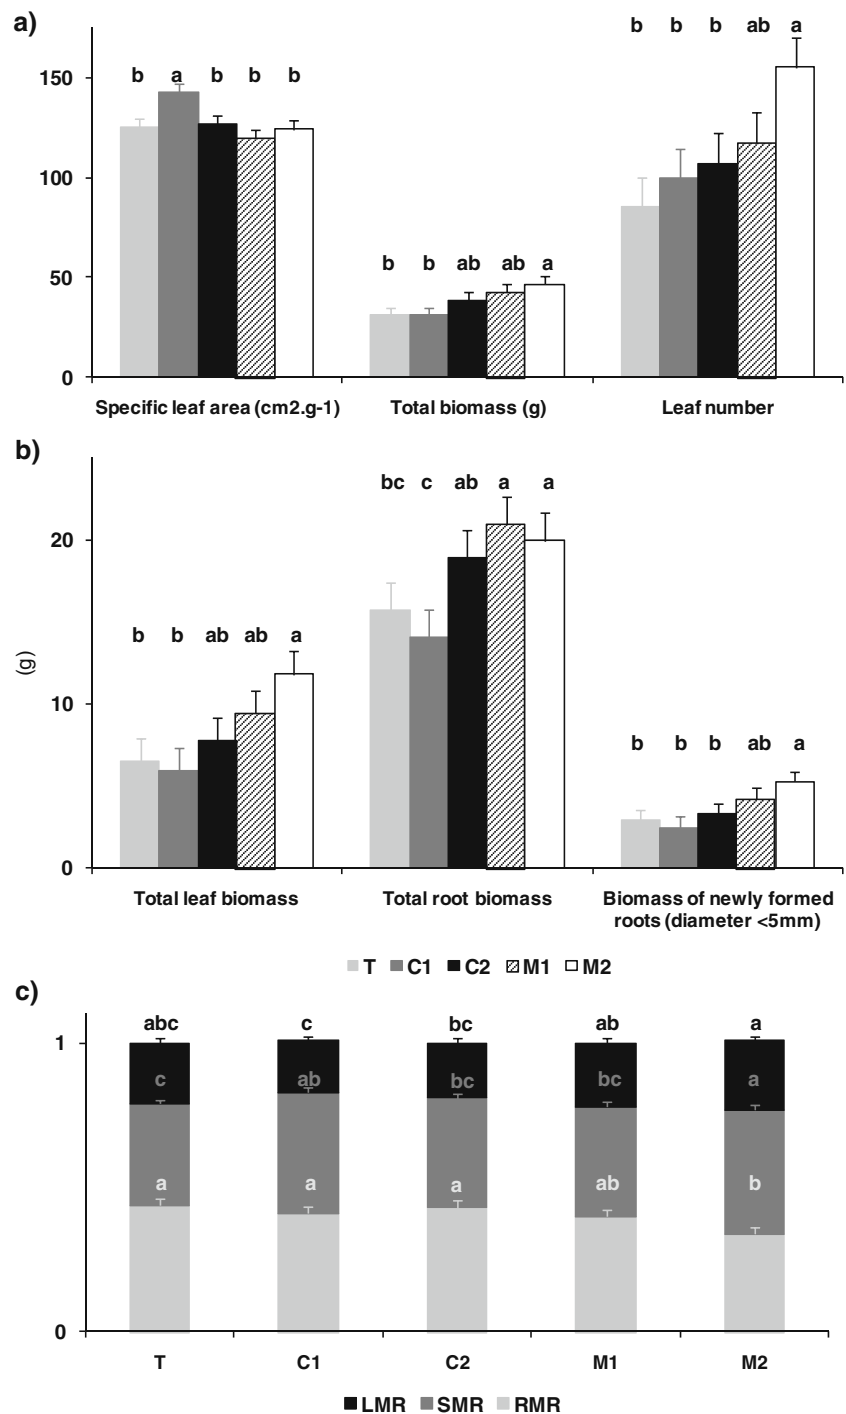 a)
150
100
50
0
b a b b b
b b ab ab a
b b b ab a
Specific leaf area (cm2.g-1) Total biomass (g) Leaf number
b)
(g)
20
10
0
b b ab ab a
bc c ab a a
b b b ab a
Total leaf biomass Total root biomass Biomass of newly formed
roots (diameter <5mm)
T C1 C2 M1 M2
c)
1
0
abc c bc ab a
c ab bc bc a
a a a ab b
T C1 C2 M1 M2
LMR SMR RMR